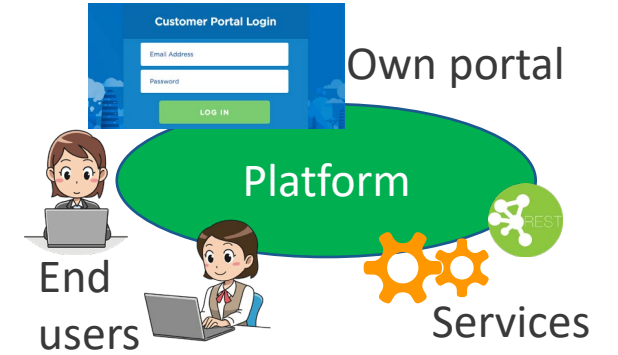 Customer Portal Login
Email Address
Password
LOG IN
Own portal
Platform
REST
End
users
Services